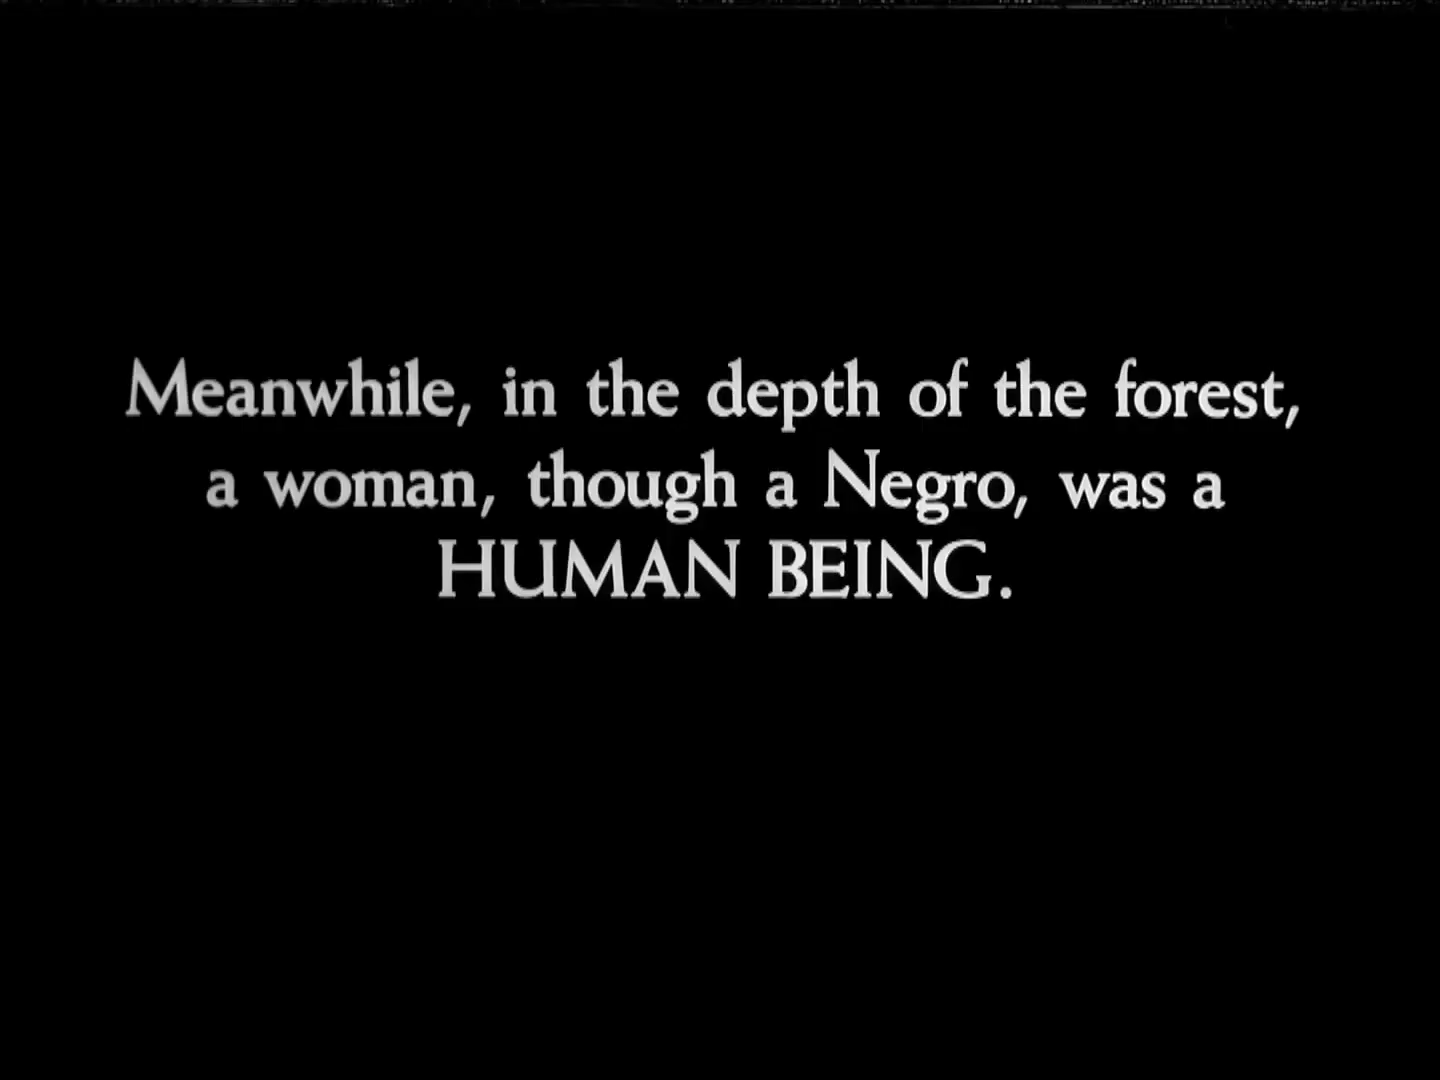 Meanwhile, in the depth of the forest,
a woman, though a Negro, was a
HUMAN BEING.